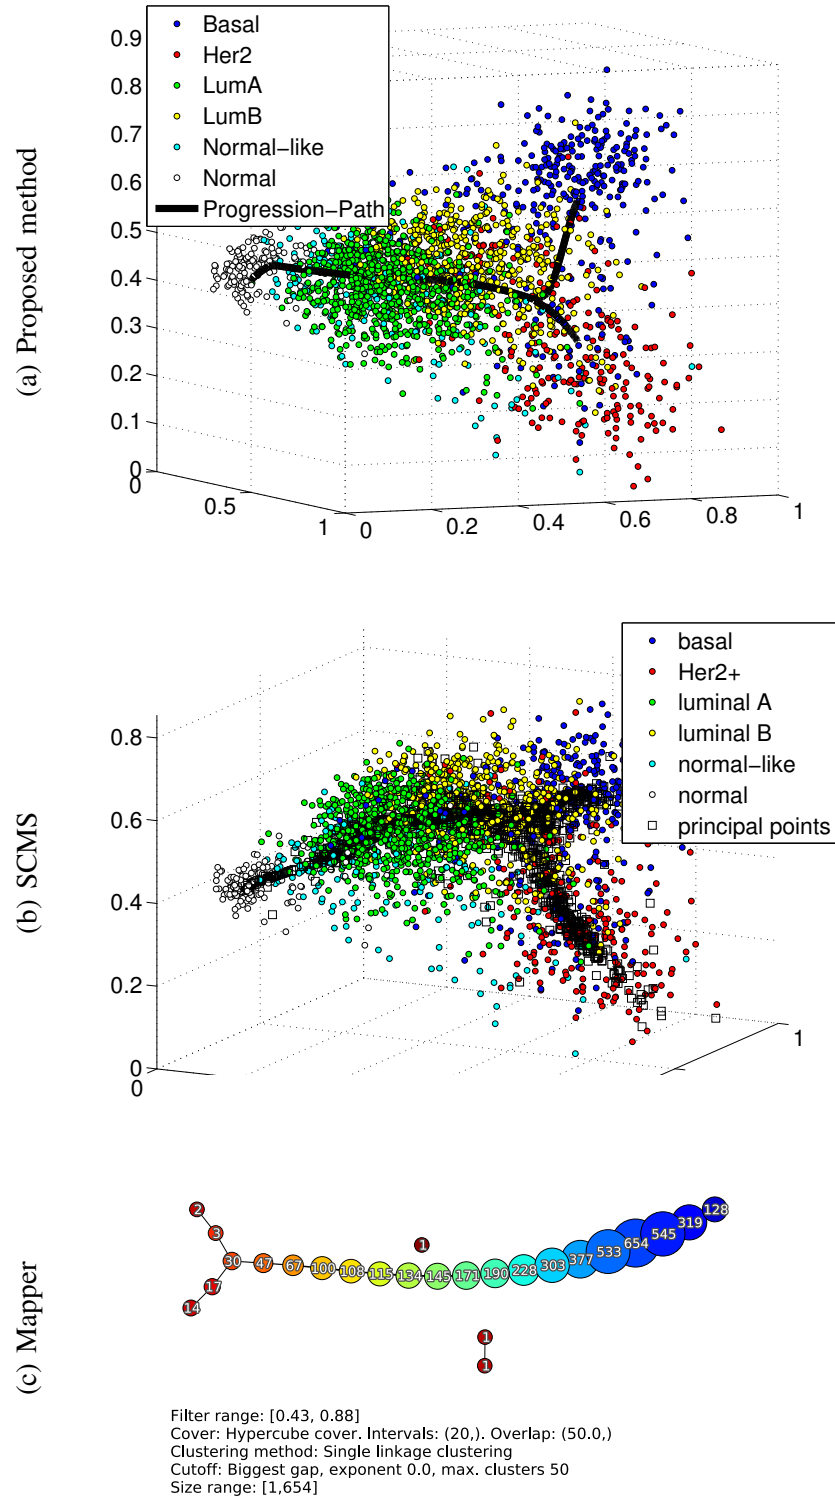 (a) Proposed method
Basal
Her2
LumA
LumB
Normal-like
Normal
Progression-Path
0.9
0.8
0.7
0.6
0.5
0.4
0.3
0.2
0.1
0
0
0.5
1
0
0.2
0.4
0.6
0.8
1
(b) SCMS
basal
Her2+
luminal A
luminal B
normal-like
normal
principal points
0.8
0.6
0.4
0.2
0
0
1
(c) Mapper
2
3
30
17
14
47
67
100
108
115
134
145
171
190
228
303
377
533
654
545
319
128
1
1
1
Filter range: [0.43, 0.88]
Cover: Hypercube cover. Intervals: (20,). Overlap: (50.0,)
Clustering method: Single linkage clustering
Cutoff: Biggest gap, exponent 0.0, max. clusters 50
Size range: [1,654]